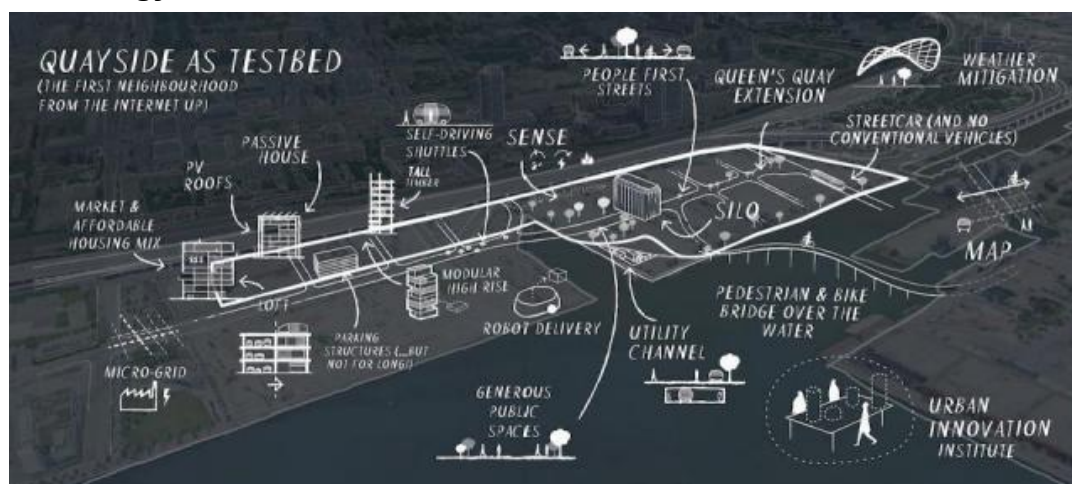 QUAYSIDE AS TESTBED
(THE FIRST NEIGHBOURHOOD
FROM THE INTERNET UP)
PEOPLE FIRST
STREETS
QUEEN'S QUAY
EXTENSION
WEATHER
MITIGATION
STREETCAR (AND NO
CONVENTIONAL VEHICLES)
SELF-DRIVING
SHUTTLES
SENSE
TALL
TIMBER
PASSIVE
HOUSE
PV
ROOFS
MARKET &
AFFORDABLE
HOUSING MIX
LOFT
SILO
MAP
MODULAR
HIGH RISE
ROBOT DELIVERY
PEDESTRIAN & BIKE
BRIDGE OVER THE
WATER
PARKING
STRUCTURES (...BUT
NOT FOR LONG!)
UTILITY
CHANNEL
MICRO-GRID
GENEROUS
PUBLIC
SPACES
URBAN
INNOVATION
INSTITUTE